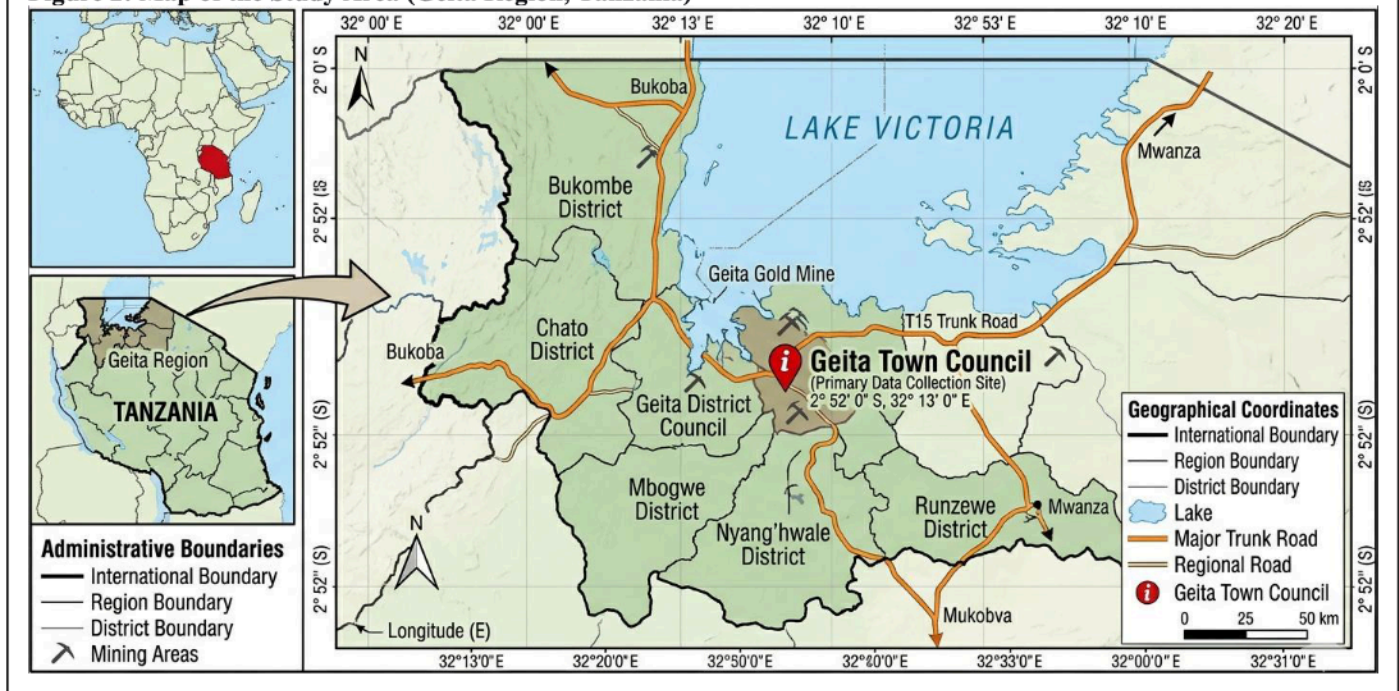 Figure 2: Map of the Study Area (Geita Region, Tanzania)
32° 00' E
32° 00' E
32° 13' E
32° 10' E
32° 53' E
32° 10' E
32° 20' E
N
2° 0' S
2° 0' S
Bukoba
LAKE VICTORIA
Mwanza
Bukombe
District
2° 52' (S
2° 52' (S
Geita Gold Mine
Geita Region
TANZANIA
Bukoba
Chato
District
T15 Trunk Road
i
Geita Town Council
(Primary Data Collection Site)
2° 52' 0" S, 32° 13' 0" E
Geita District
Council
2° 52" (S)
2° 52" (S)
Mbogwe
District
Nyang'hwale
District
Runzewe
District
Mwanza
N
2° 52" (S)
2° 52" (S)
Mukobva
Longitude (E)
Administrative Boundaries
International Boundary
Region Boundary
District Boundary
Mining Areas
Geographical Coordinates
International Boundary
Region Boundary
District Boundary
Lake
Major Trunk Road
Regional Road
i Geita Town Council
0 25 50 km
32°13'0"E
32°20'0"E
32°50'0"E
32°33'0"E
32°00'0"E
32°31'0"E